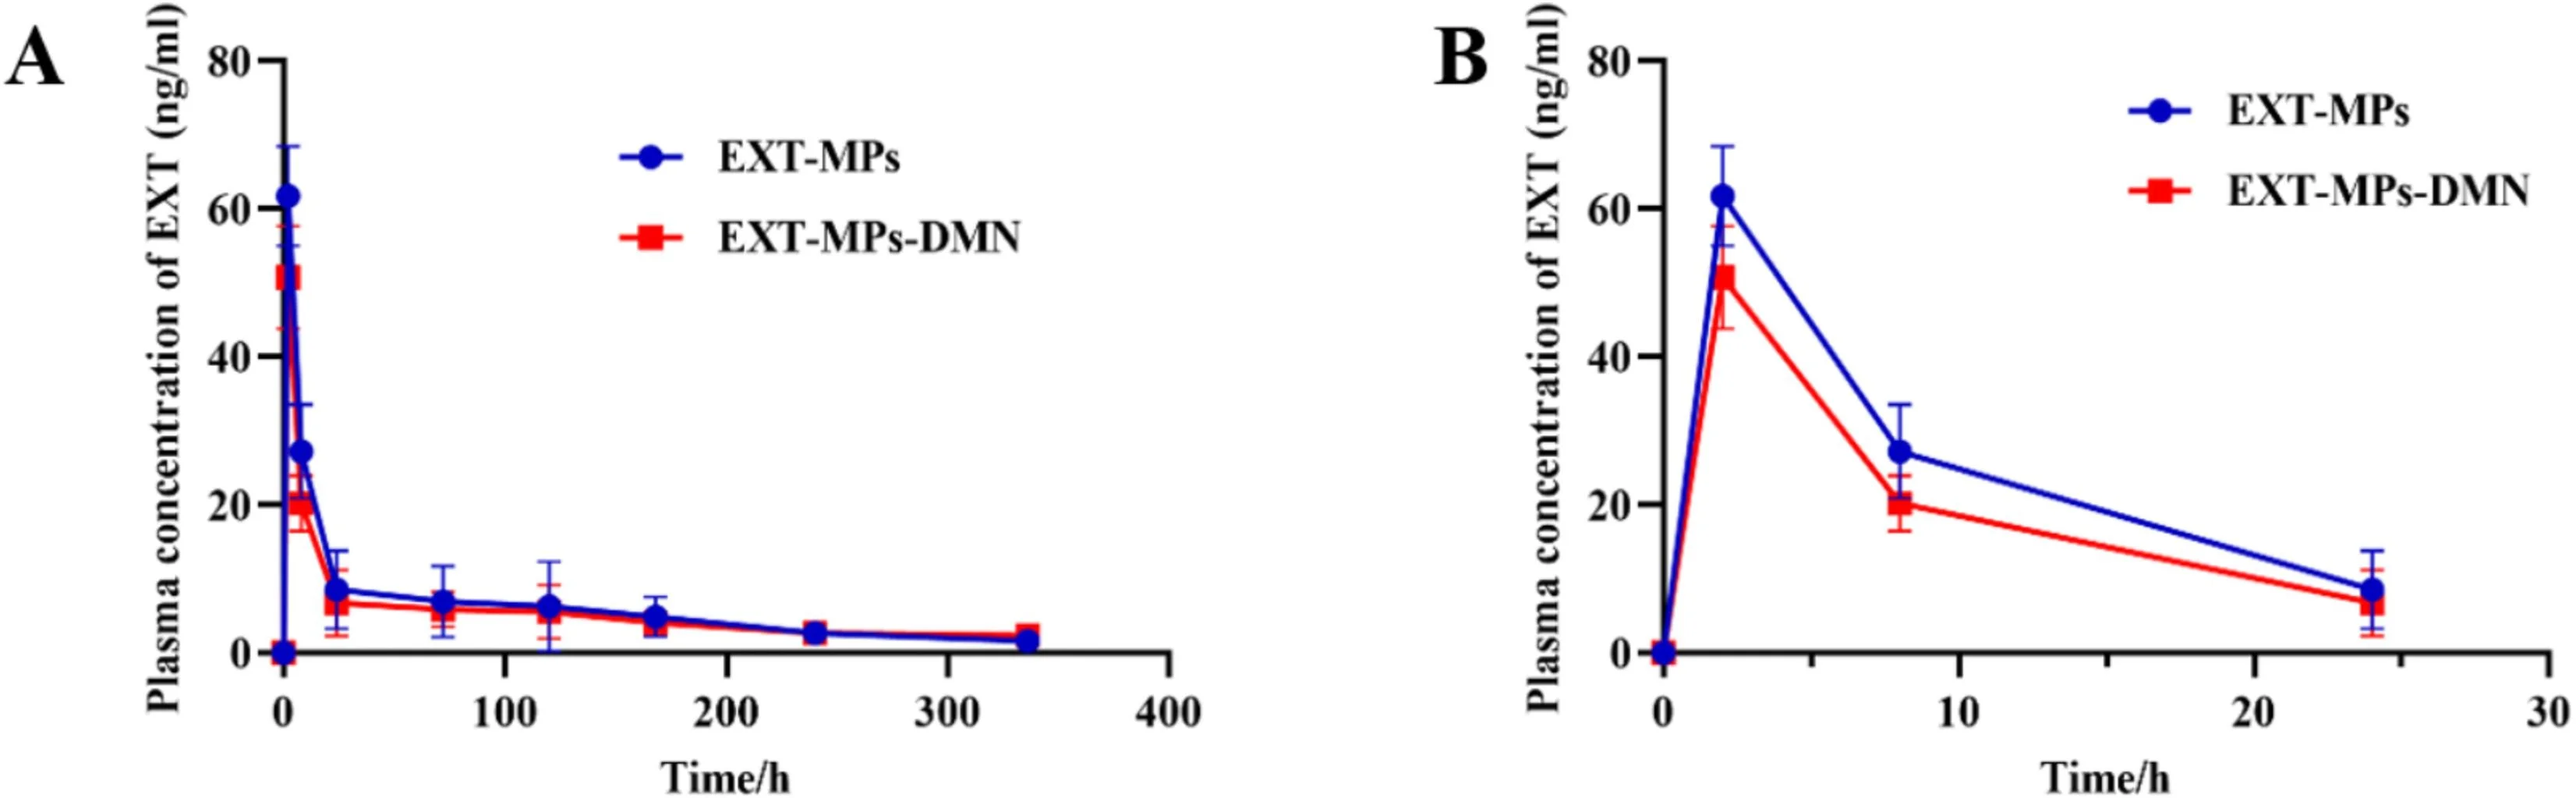 A
Plasma concentration of EXT (ng/ml)
80
60
40
20
0
EXT-MPs
EXT-MPs-DMN
0 100 200 300 400
Time/h
B
Plasma concentration of EXT (ng/ml)
80
60
40
20
0
EXT-MPs
EXT-MPs-DMN
0 10 20 30
Time/h